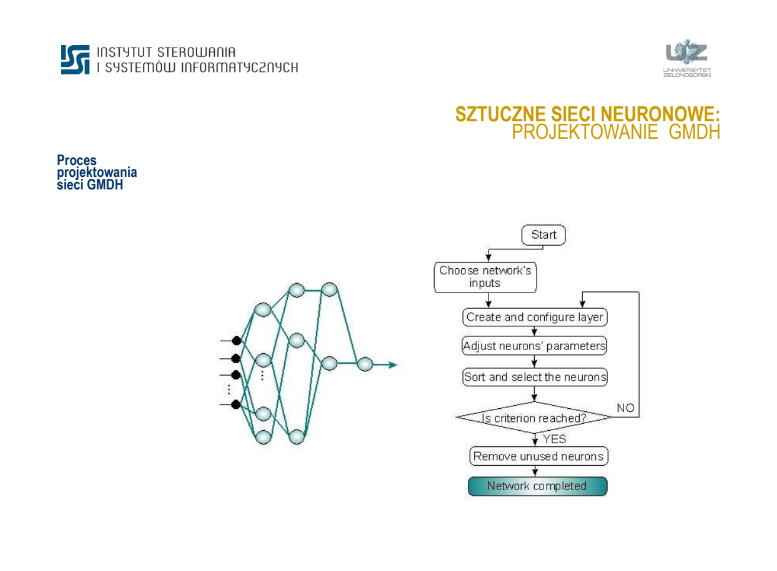 INSTYTUT STEROWANIA
I SYSTEMÓW INFORMATYCZNYCH
UNIWERSYTET
ZIELONOGÓRSKI
SZTUCZNE SIECI NEURONOWE:
PROJEKTOWANIE GMDH
Proces
projektowania
sieci GMDH
Start
Choose network's
inputs
Create and configure layer
Adjust neurons' parameters
Sort and select the neurons
Is criterion reached?
NO
YES
Remove unused neurons
Network completed